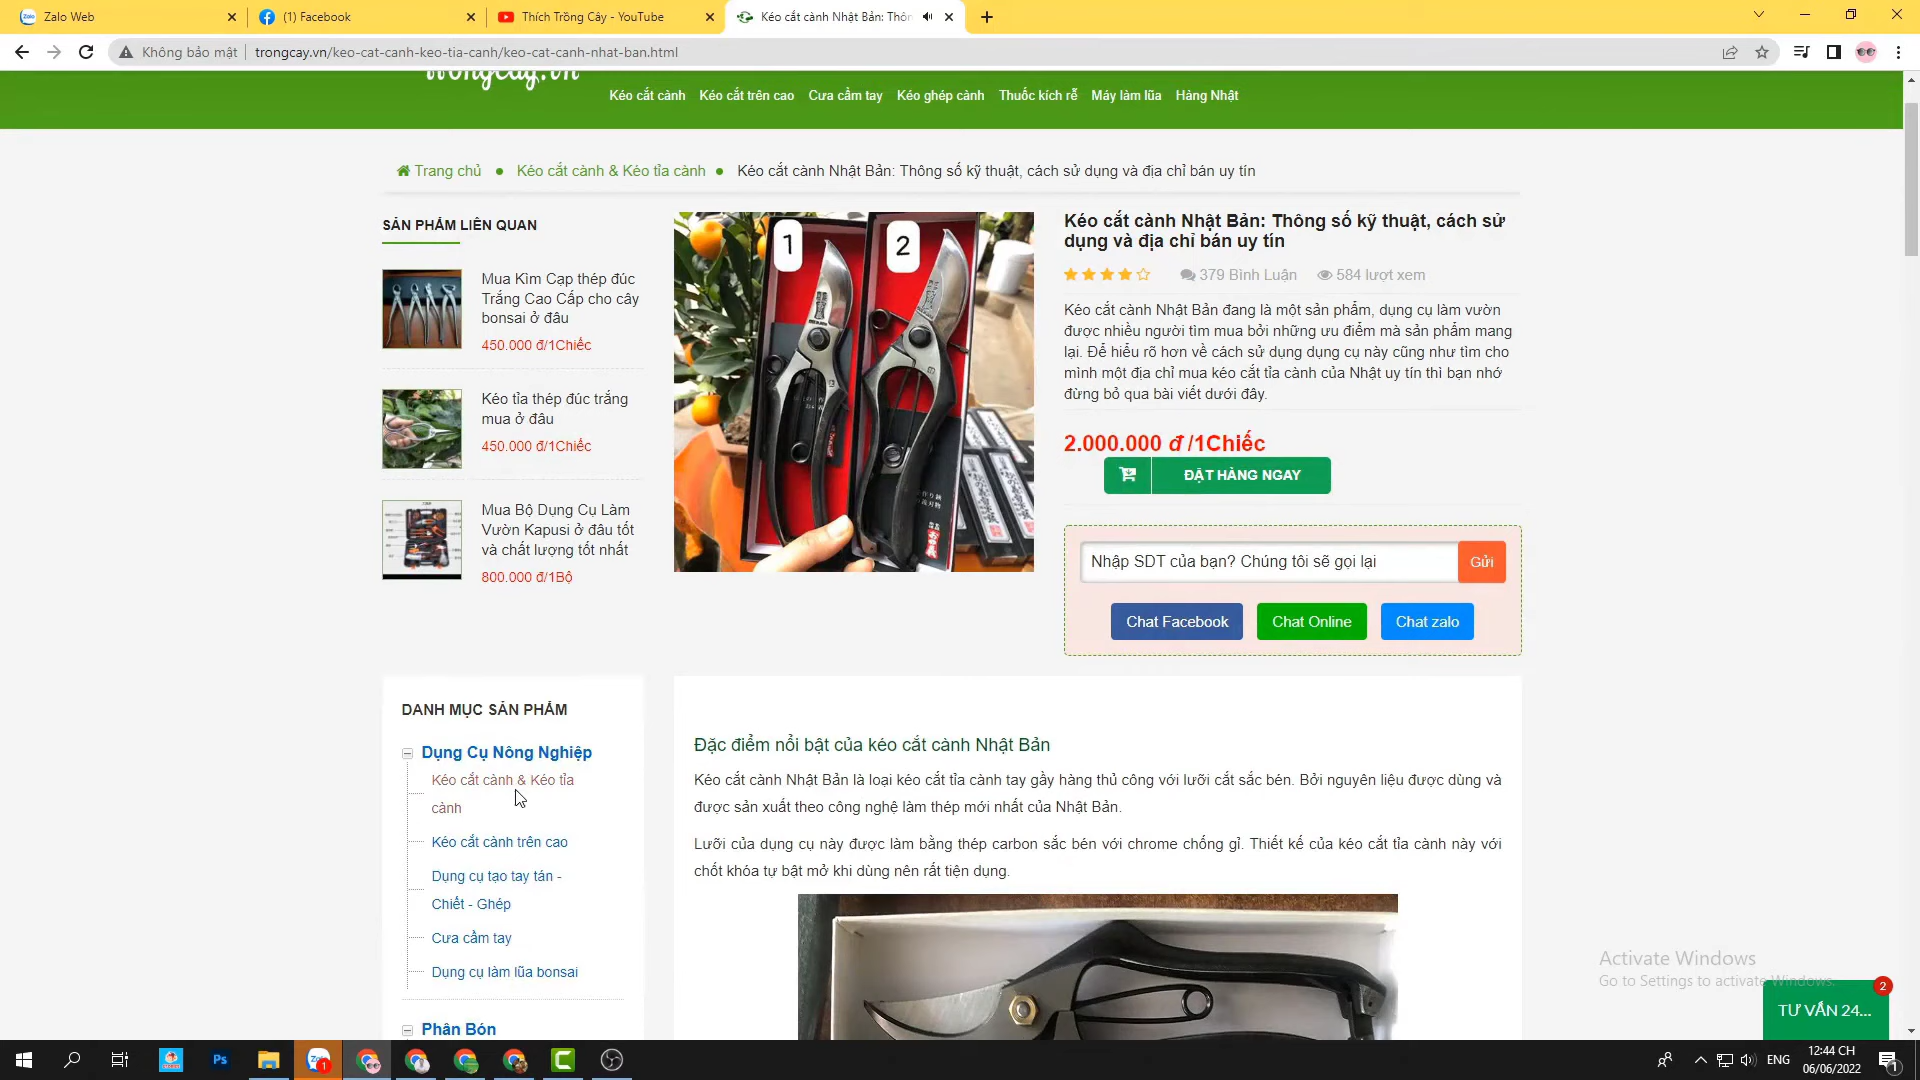 Zalo Web
(1) Facebook
Thích Trồng Cây - YouTube
Kéo cắt cành Nhật Bản: Thôn
Không bảo mật
trongcay.vn/keo-cat-canh-keo-tia-canh/keo-cat-canh-nhat-ban.html
trongcay.vn
Kéo cắt cành Kéo cắt trên cao Cưa cầm tay Kéo ghép cành Thuốc kích rễ Máy làm lũa Hàng Nhật
Trang chủ • Kéo cắt cành & Kéo tỉa cành • Kéo cắt cành Nhật Bản: Thông số kỹ thuật, cách sử dụng và địa chỉ bán uy tín
SẢN PHẨM LIÊN QUAN
Mua Kìm Cạp thép đúc
Trắng Cao Cấp cho cây
bonsai ở đâu
450.000 đ/1Chiếc
Kéo tỉa thép đúc trắng
mua ở đâu
450.000 đ/1Chiếc
Mua Bộ Dụng Cụ Làm
Vườn Kapusi ở đâu tốt
và chất lượng tốt nhất
800.000 đ/1Bộ
1
2
Kéo cắt cành Nhật Bản: Thông số kỹ thuật, cách sử
dụng và địa chỉ bán uy tín
379 Bình Luận 584 lượt xem
Kéo cắt cành Nhật Bản đang là một sản phẩm, dụng cụ làm vườn
được nhiều người tìm mua bởi những ưu điểm mà sản phẩm mang
lại. Để hiểu rõ hơn về cách sử dụng dụng cụ này cũng như tìm cho
mình một địa chỉ mua kéo cắt tỉa cành của Nhật uy tín thì bạn nhớ
đừng bỏ qua bài viết dưới đây.
2.000.000 đ /1Chiếc
ĐẶT HÀNG NGAY
Nhập SDT của bạn? Chúng tôi sẽ gọi lại
Gửi
Chat Facebook
Chat Online
Chat zalo
DANH MỤC SẢN PHẨM
Dụng Cụ Nông Nghiệp
Kéo cắt cành & Kéo tỉa
cành
Kéo cắt cành trên cao
Dụng cụ tạo tay tán -
Chiết - Ghép
Cưa cầm tay
Dụng cụ làm lũa bonsai
Phân Bón
Đặc điểm nổi bật của kéo cắt cành Nhật Bản
Kéo cắt cành Nhật Bản là loại kéo cắt tỉa cành tay gầy hàng thủ công với lưỡi cắt sắc bén. Bởi nguyên liệu được dùng và
được sản xuất theo công nghệ làm thép mới nhất của Nhật Bản.
Lưỡi của dụng cụ này được làm bằng thép carbon sắc bén với chrome chống gỉ. Thiết kế của kéo cắt tỉa cành này với
chốt khóa tự bật mở khi dùng nên rất tiện dụng.
Activate Windows
Go to Settings to activate Windows.
2
TƯ VẤN 24...
Ps
1
ENG
12:44 CH
06/06/2022
1